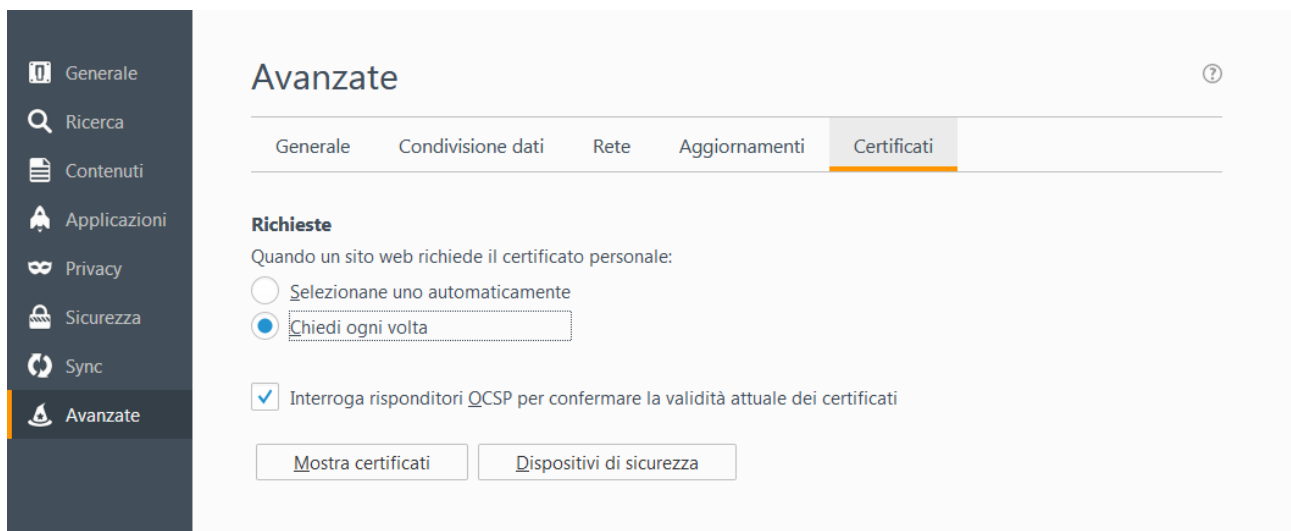 Generale
Ricerca
Contenuti
Applicazioni
Privacy
Sicurezza
Sync
Avanzate
Avanzate
?
Generale Condivisione dati Rete Aggiornamenti Certificati
Richieste
Quando un sito web richiede il certificato personale:
Selezionane uno automaticamente
Chiedi ogni volta
Interroga risponditori OCSP per confermare la validità attuale dei certificati
Mostra certificati Dispositivi di sicurezza